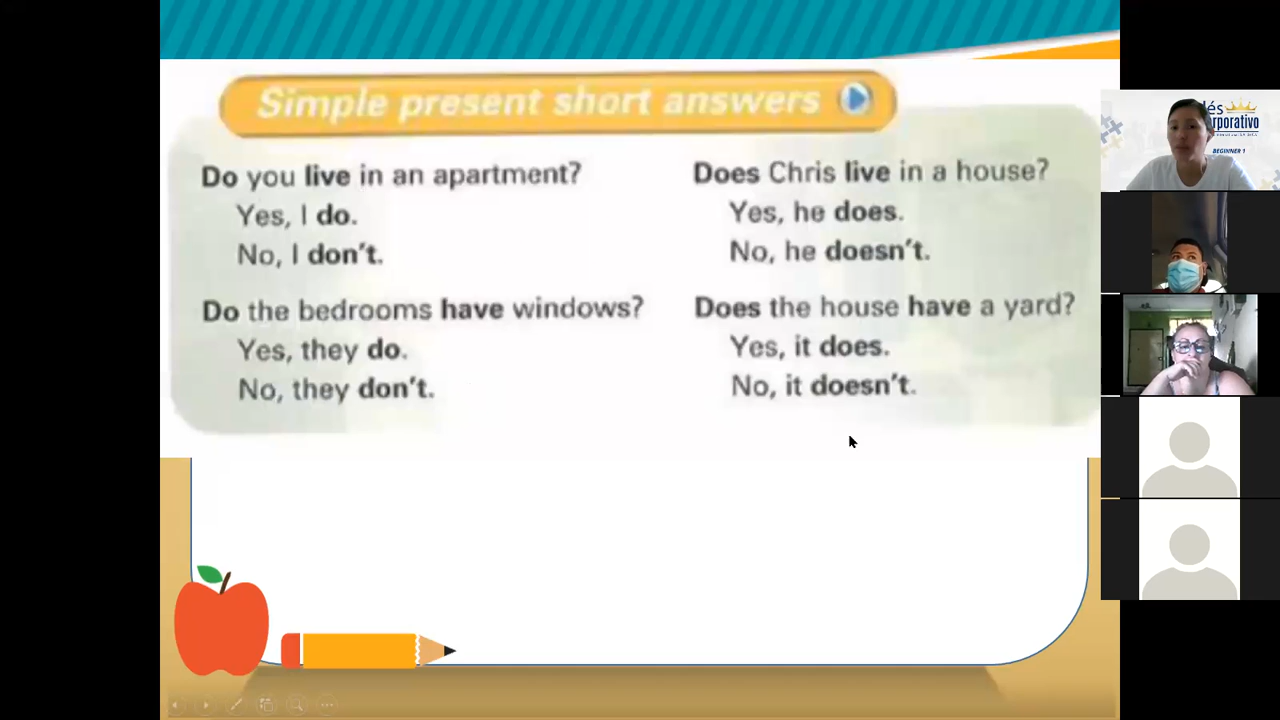 Simple present short answers
Do you live in an apartment?
Yes, I do.
No, I don't.
Do the bedrooms have windows?
Yes, they do.
No, they don't.
Does Chris live in a house?
Yes, he does.
No, he doesn't.
Does the house have a yard?
Yes, it does.
No, it doesn't.
BEGINNER 1